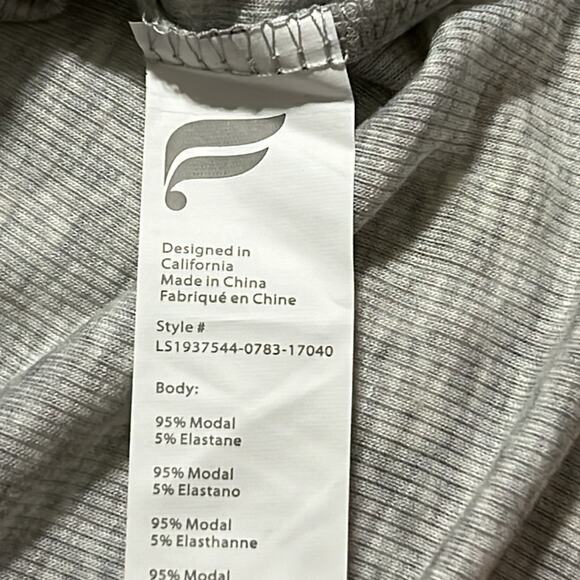 Designed in
California
Made in China
Fabriqué en Chine
Style #
LS1937544-0783-17040
Body:
95% Modal
5% Elastane
95% Modal
5% Elastano
95% Modal
5% Elasthanne
95% Modal